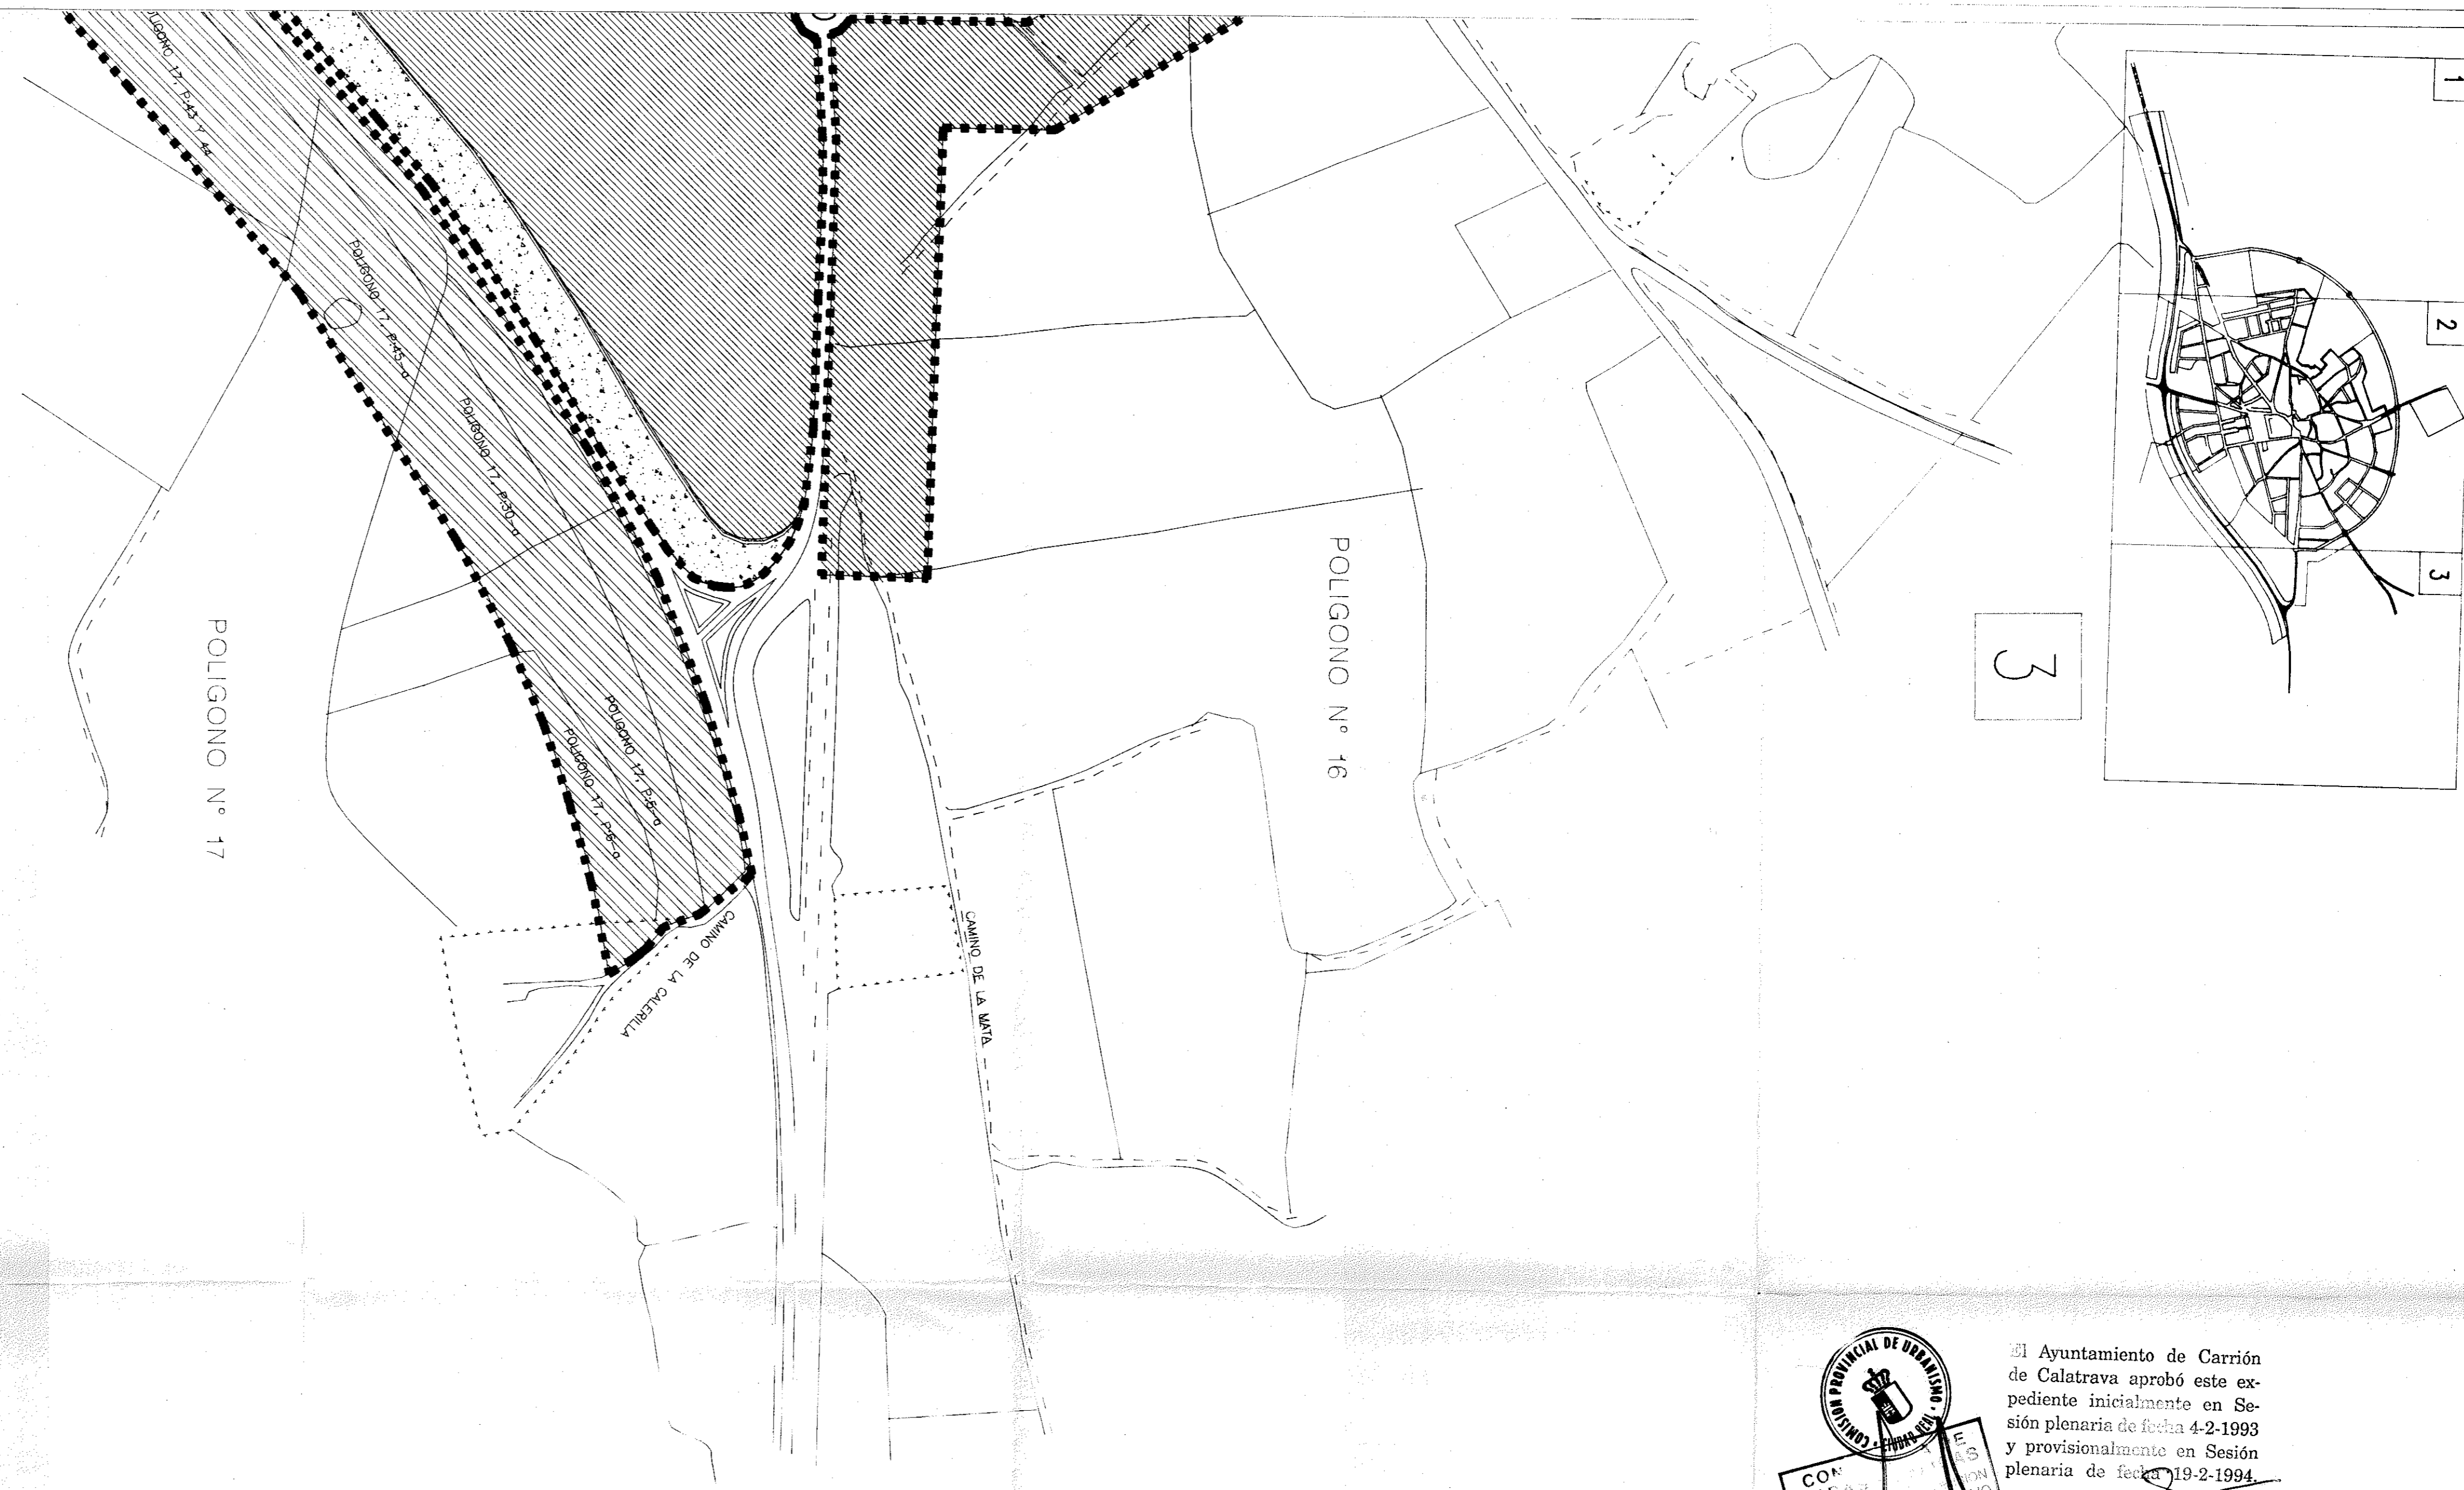 POLIGONO 17, P.43 Y 44
POLIGONO 17, P.45-a
POLIGONO 17, P.30-a
POLIGONO 17, P.5-a
POLIGONO 17, P.6-a
POLIGONO Nº 17
POLIGONO Nº 16
CAMINO DE LA CALERILLA
CAMINO DE LA MATA
1
2
3
3
COMISION PROVINCIAL DE URBANISMO
CIUDAD REAL
El Ayuntamiento de Carrión
de Calatrava aprobó este ex-
pediente inicialmente en Se-
sión plenaria de fecha 4-2-1993
y provisionalmente en Sesión
plenaria de fecha 19-2-1994.